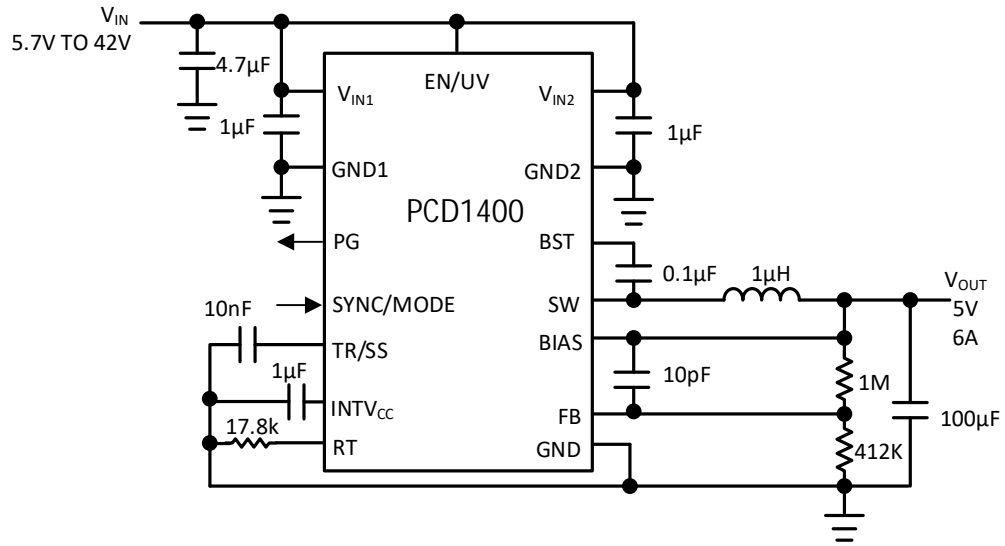 VIN
5.7V TO 42V
4.7µF
EN/UV
VIN1
VIN2
1µF
1µF
GND1
GND2
PCD1400
PG
BST
0.1µF
1µH
VOUT
5V
6A
10nF
SYNC/MODE
SW
TR/SS
BIAS
1µF
10pF
1M
INTVCC
FB
100µF
17.8k
RT
GND
412K